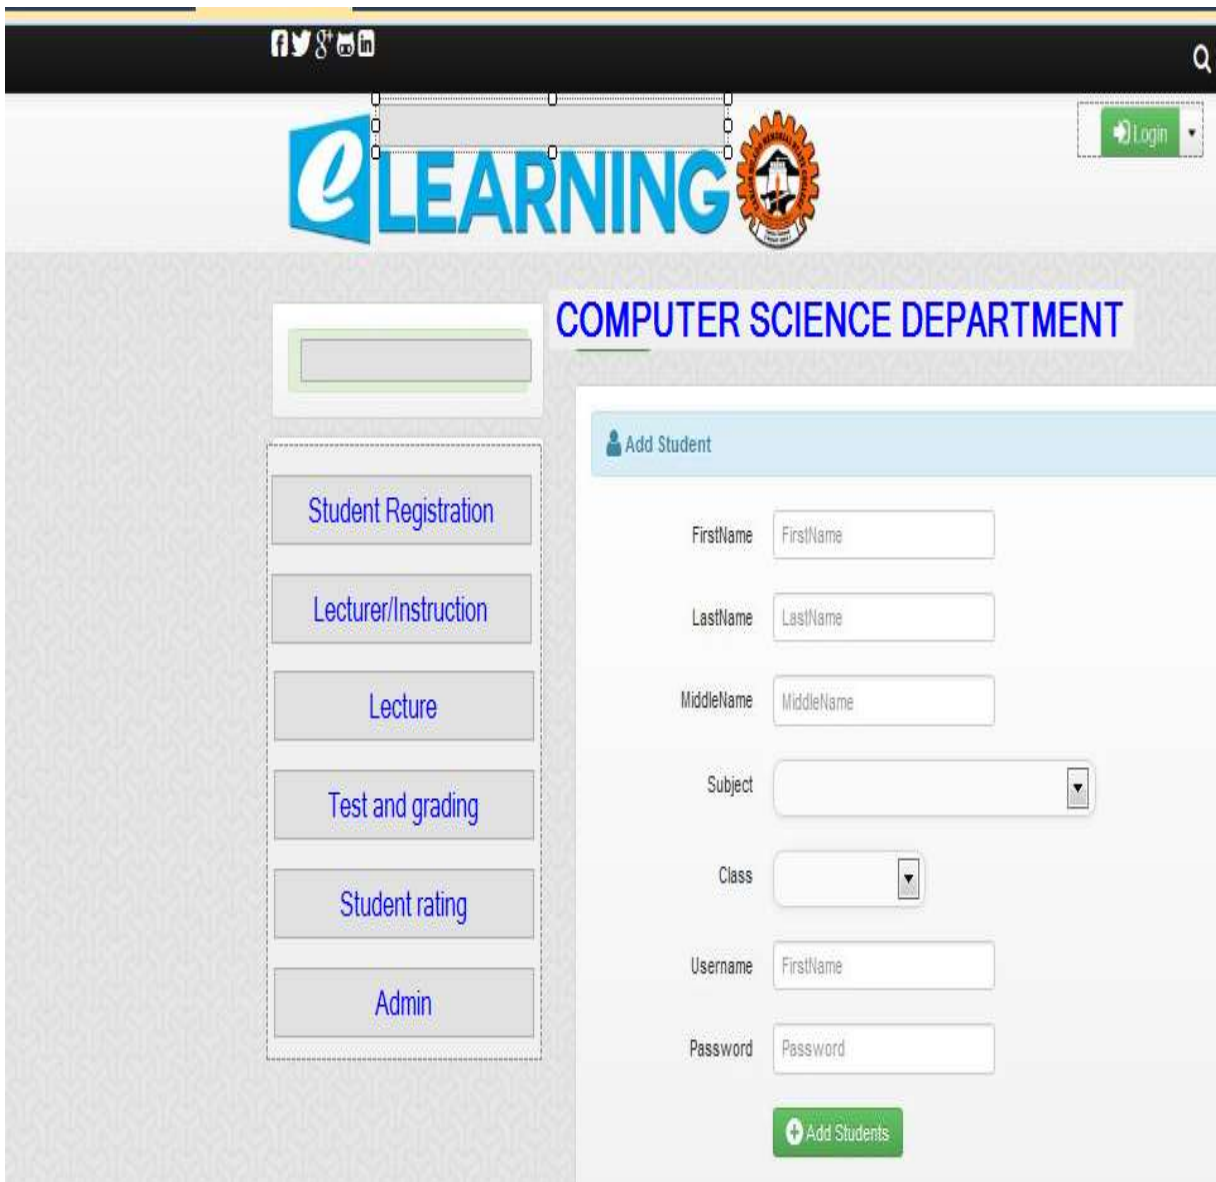 Login
eLEARNING
COMPUTER SCIENCE DEPARTMENT
Add Student
Student Registration
Lecturer/Instruction
Lecture
Test and grading
Student rating
Admin
FirstName FirstName
LastName LastName
MiddleName MiddleName
Subject
Class
Username FirstName
Password Password
Add Students